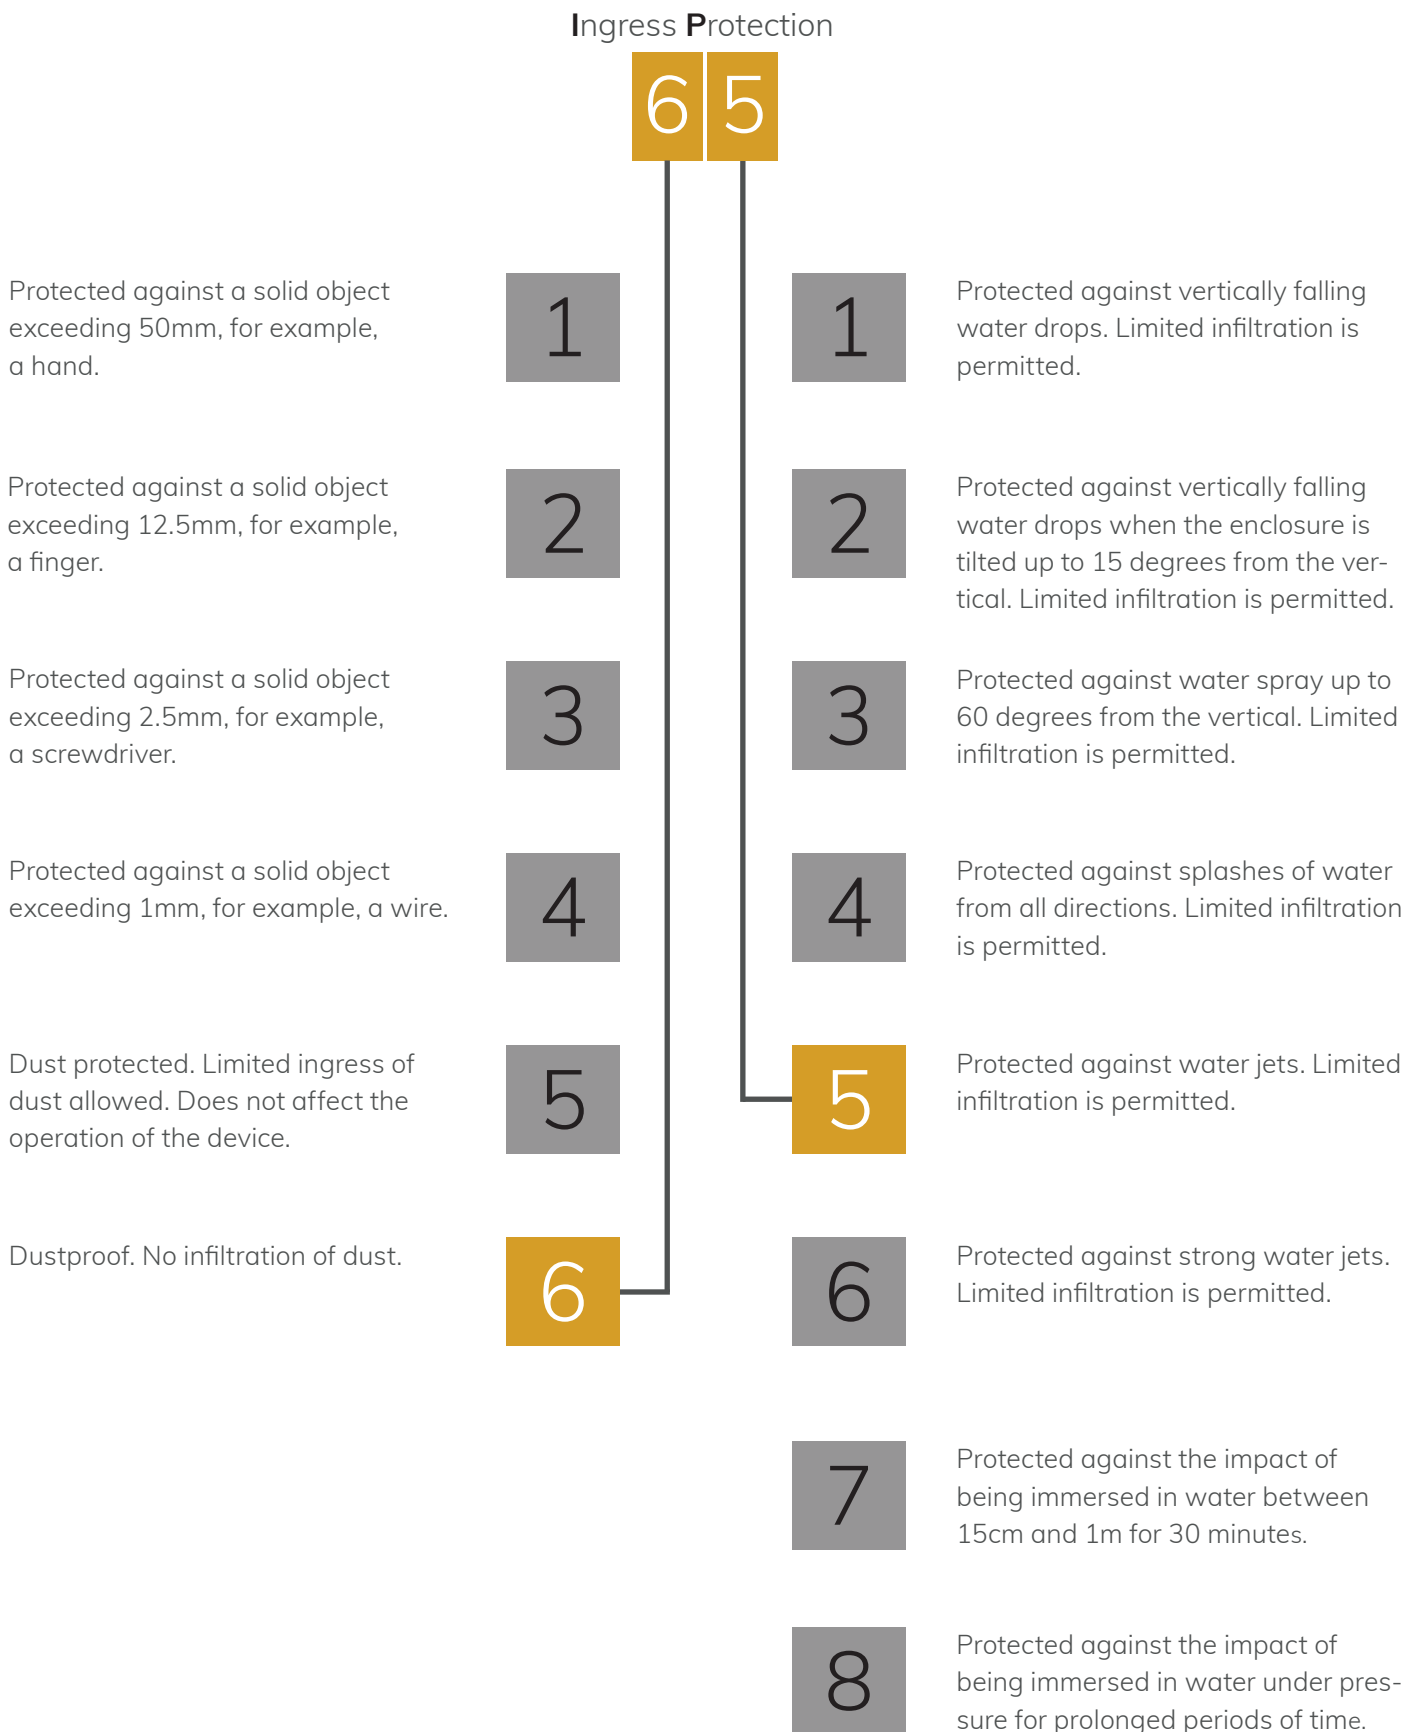 Ingress Protection
6 5
Protected against a solid object
exceeding 50mm, for example,
a hand.
1
1
Protected against vertically falling
water drops. Limited infiltration is
permitted.
Protected against a solid object
exceeding 12.5mm, for example,
a finger.
2
2
Protected against vertically falling
water drops when the enclosure is
tilted up to 15 degrees from the ver-
tical. Limited infiltration is permitted.
Protected against a solid object
exceeding 2.5mm, for example,
a screwdriver.
3
3
Protected against water spray up to
60 degrees from the vertical. Limited
infiltration is permitted.
Protected against a solid object
exceeding 1mm, for example, a wire.
4
4
Protected against splashes of water
from all directions. Limited infiltration
is permitted.
Dust protected. Limited ingress of
dust allowed. Does not affect the
operation of the device.
5
5
Protected against water jets. Limited
infiltration is permitted.
Dustproof. No infiltration of dust.
6
6
Protected against strong water jets.
Limited infiltration is permitted.
7
Protected against the impact of
being immersed in water between
15cm and 1m for 30 minutes.
8
Protected against the impact of
being immersed in water under pres-
sure for prolonged periods of time.